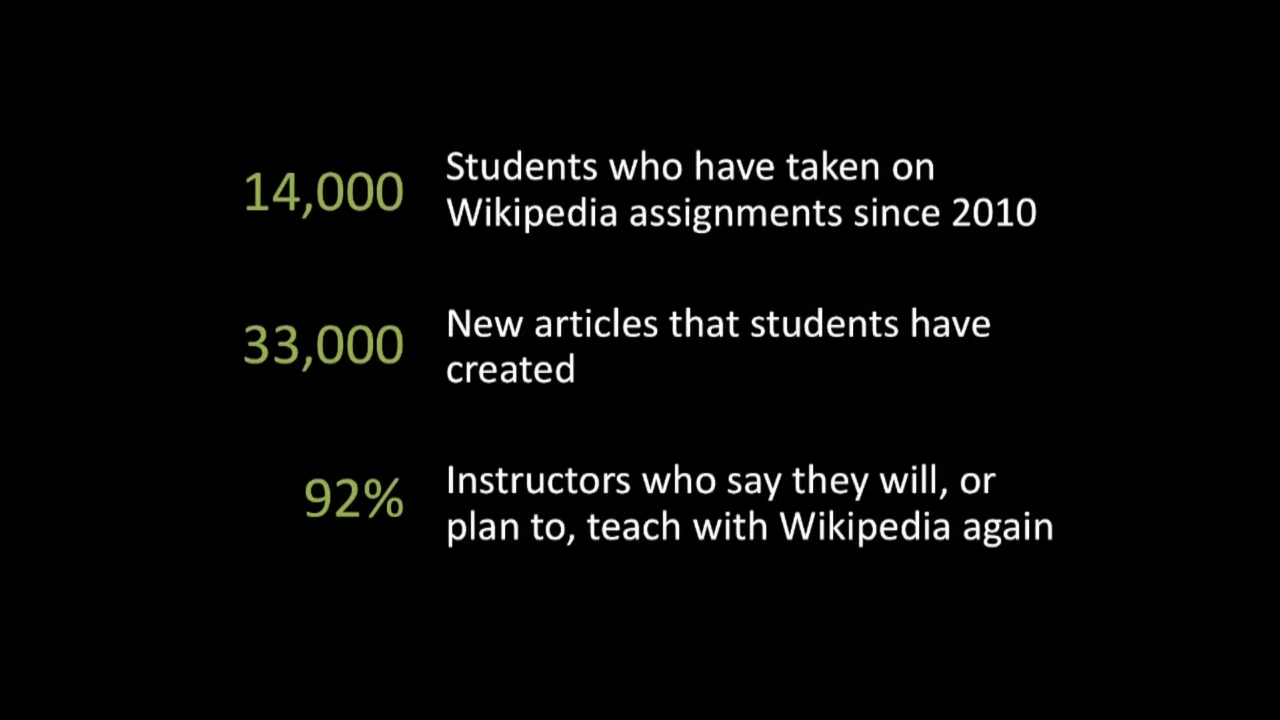 14,000
Students who have taken on
Wikipedia assignments since 2010
33,000
New articles that students have
created
92%
Instructors who say they will, or
plan to, teach with Wikipedia again